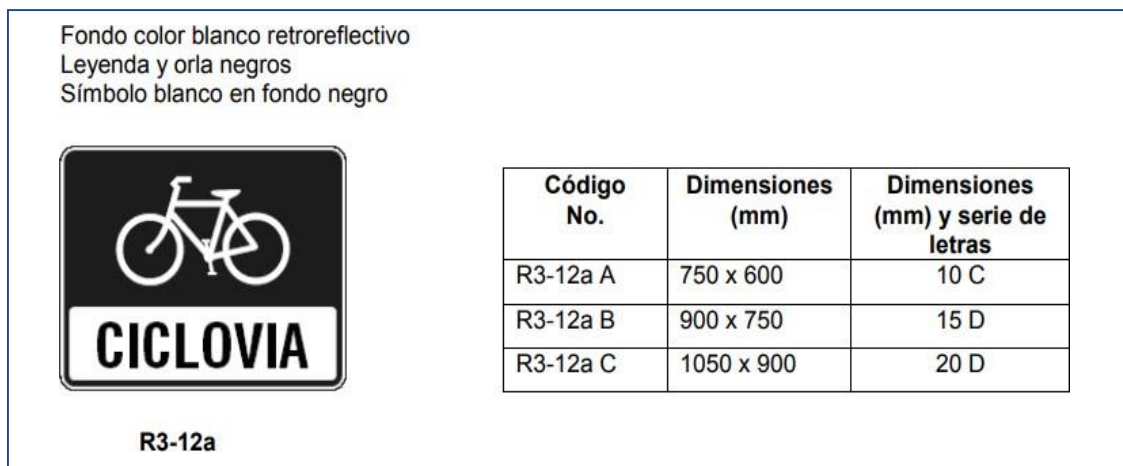 Fondo color blanco retroreflectivo
Leyenda y orla negros
Símbolo blanco en fondo negro
CICLOVIA
R3-12a
Código No. Dimensiones (mm) Dimensiones (mm) y serie de letras
R3-12a A 750 x 600 10 C
R3-12a B 900 x 750 15 D
R3-12a C 1050 x 900 20 D